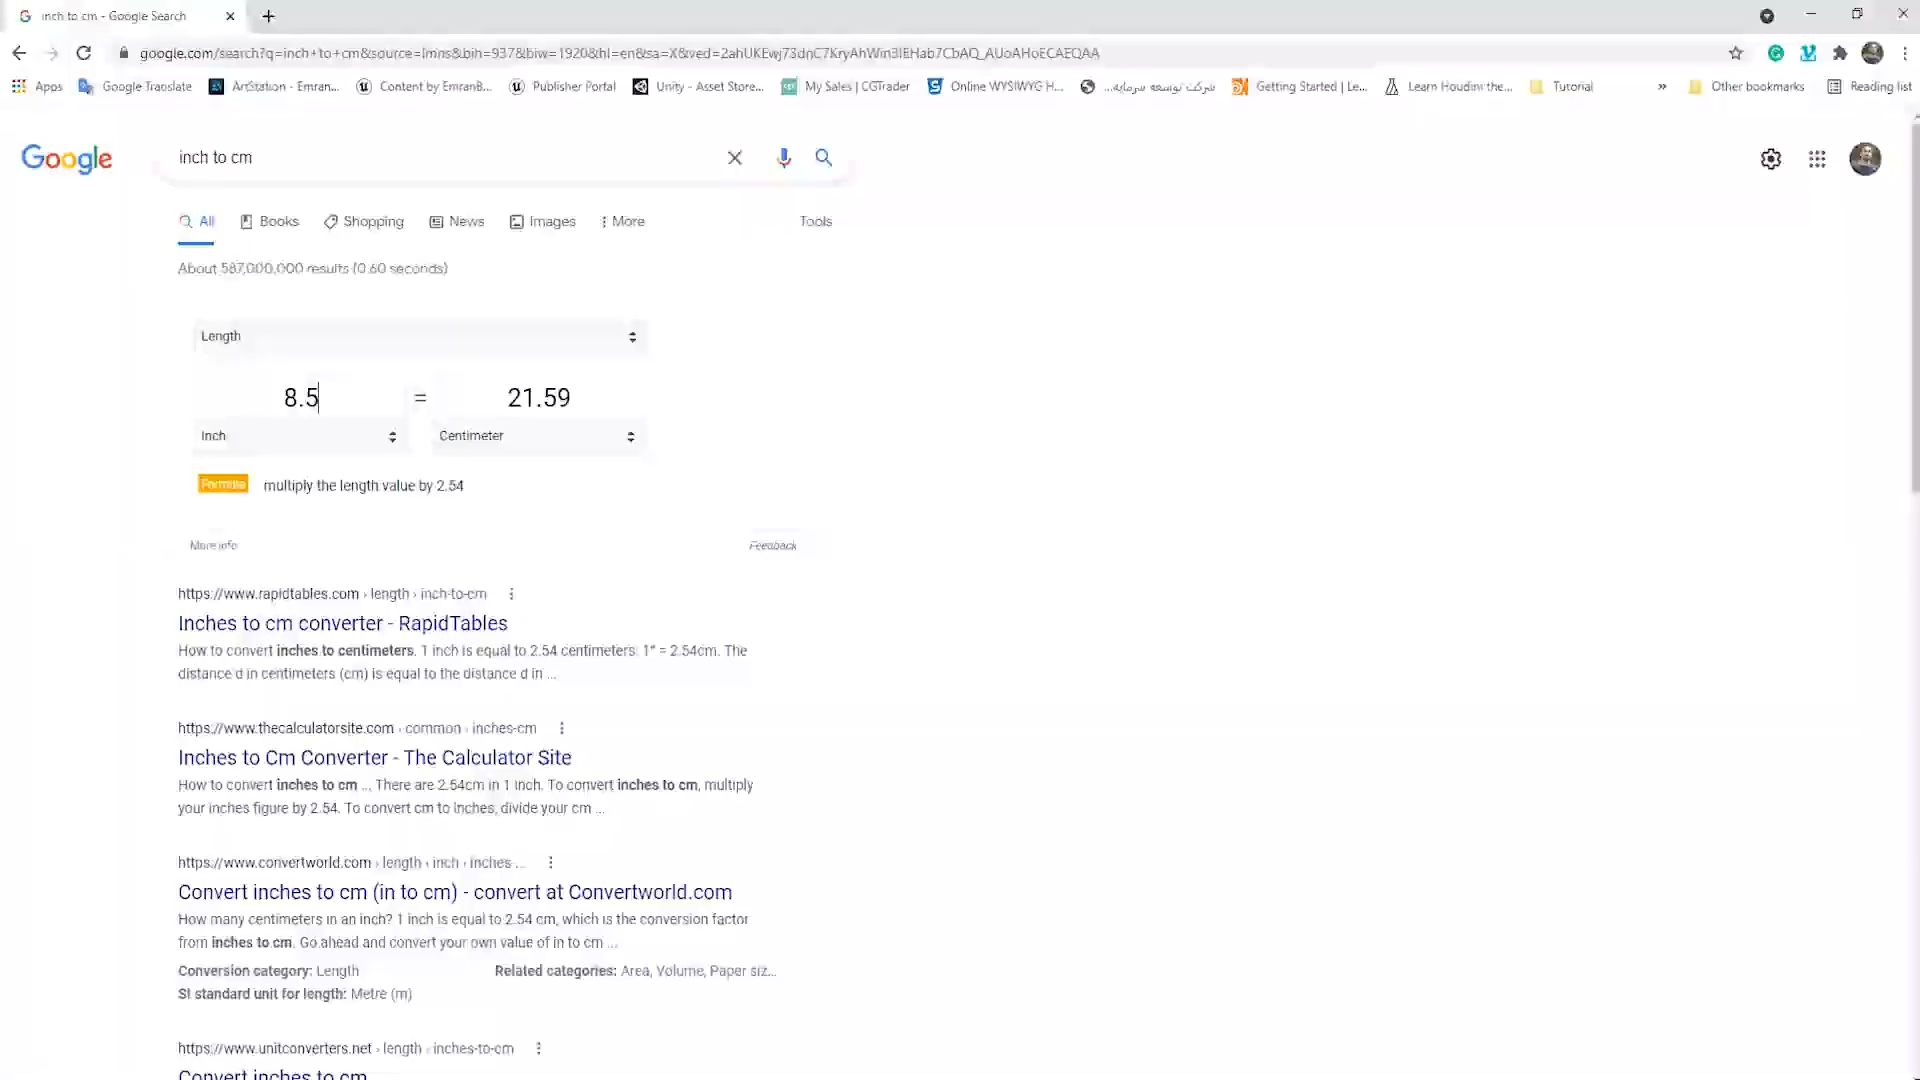 inch to cm - Google Search
google.com/search?q=inch+to+cm&source=lmns&bih=937&biw=1920&hl=en&sa=X&ved=
Apps Google Translate ArtStation - Emran... Content by EmranB... Publisher Portal Unity - Asset Store... My Sales | CGTrader Online WYSIWYG H... شرکت توسعه سرمایه... Getting Started | Le... Learn Houdini the... Tutorial » Other bookmarks Reading list
Google inch to cm
All Books Shopping News Images More Tools
About 587,000,000 results (0.60 seconds)
Length
8.5 = 21.59
Inch Centimeter
Formula multiply the length value by 2.54
More info Feedback
https://www.rapidtables.com › length › inch-to-cm
Inches to cm converter - RapidTables
How to convert inches to centimeters. 1 inch is equal to 2.54 centimeters: 1″ = 2.54cm. The
distance d in centimeters (cm) is equal to the distance d in ...
https://www.thecalculatorsite.com › common › inches-cm
Inches to Cm Converter - The Calculator Site
How to convert inches to cm ... There are 2.54cm in 1 inch. To convert inches to cm, multiply
your inches figure by 2.54. To convert cm to inches, divide your cm ...
https://www.convertworld.com › length › inch › inches ...
Convert inches to cm (in to cm) - convert at Convertworld.com
How many centimeters in an inch? 1 inch is equal to 2.54 cm, which is the conversion factor
from inches to cm. Go ahead and convert your own value of in to cm ...
Conversion category: Length Related categories: Area, Volume, Paper siz...
SI standard unit for length: Metre (m)
https://www.unitconverters.net › length › inches-to-cm
Convert inches to cm